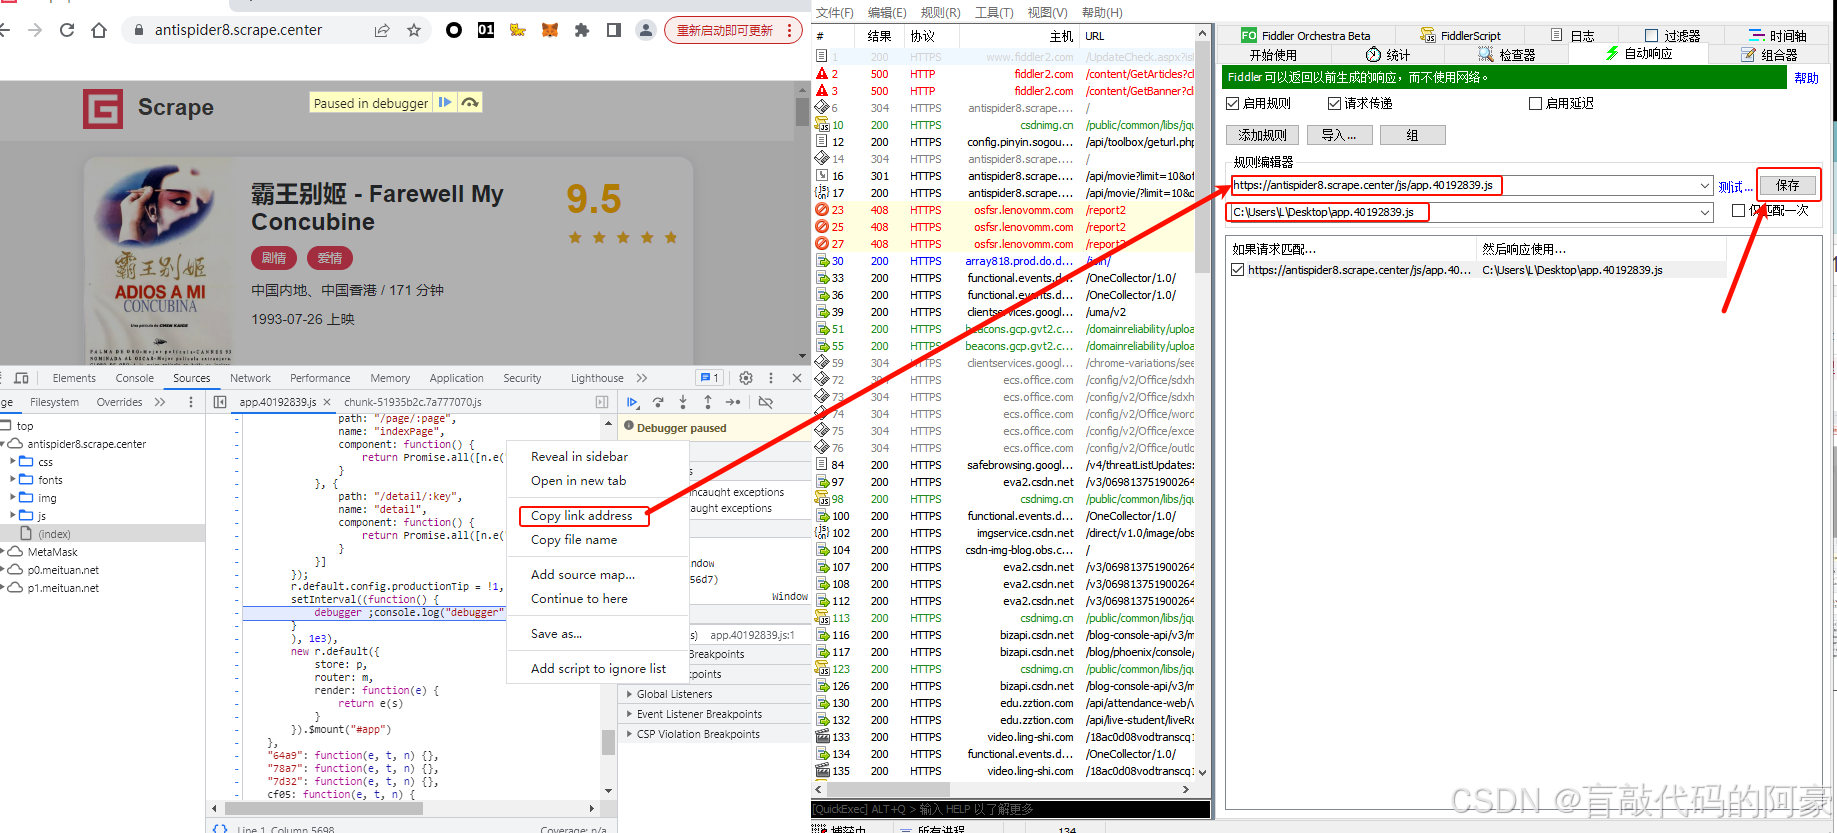 antispider8.scrape.center
重新启动即可更新
Scrape
Paused in debugger
霸王别姬 - Farewell My
Concubine
剧情
爱情
中国内地、中国香港 / 171 分钟
1993-07-26 上映
9.5
霸王别姬
ADIOS A MI
CONCUBINA
Elements Console Sources Network Performance Memory Application Security Lighthouse
1
ge Filesystem Overrides
app.40192839.js
chunk-51935b2c.7a777070.js
top
antispider8.scrape.center
css
fonts
img
js
(index)
MetaMask
p0.meituan.net
p1.meituan.net
path: "/page/:page",
name: "indexPage",
component: function() {
return Promise.all([n.e("
}
}, {
path: "/detail/:key",
name: "detail",
component: function() {
return Promise.all([n.e("
}
}]
});
r.default.config.productionTip = !1,
setInterval((function() {
debugger ;console.log("debugger"
}
), 1e3),
new r.default({
store: p,
router: m,
render: function(e) {
return e(s)
}
}).$mount("#app")
},
"64a9": function(e, t, n) {},
"78a7": function(e, t, n) {},
"7d32": function(e, t, n) {},
cf05: function(e, t, n) {
Line 1, Column 5698
Coverage: n/a
Reveal in sidebar
Open in new tab
Copy link address
Copy file name
Add source map...
Continue to here
Save as...
Add script to ignore list
Debugger paused
s
ncaught exceptions
aught exceptions
ndow
56d7)
Window
s) app.40192839.js:1
Breakpoints
points
Global Listeners
Event Listener Breakpoints
CSP Violation Breakpoints
文件(F) 编辑(E) 规则(R) 工具(T) 视图(V) 帮助(H)
# 结果 协议 主机 URL
1 200 HTTP www.fiddler2.com /UpdateCheck.aspx?isl
2 500 HTTP fiddler2.com /content/GetArticles?cl
3 500 HTTP fiddler2.com /content/GetBanner?cl
6 304 HTTPS antispider8.scrape.... /
10 200 HTTPS csdnimg.cn /public/common/libs/jqu
12 200 HTTPS config.pinyin.sogou... /api/toolbox/geturl.php
14 304 HTTPS antispider8.scrape.... /
16 301 HTTPS antispider8.scrape.... /api/movie?limit=10&of
17 200 HTTPS antispider8.scrape.... /api/movie/?limit=10&o
23 408 HTTPS osfsr.lenovomm.com /report2
25 408 HTTPS osfsr.lenovomm.com /report2
27 408 HTTPS osfsr.lenovomm.com /report2
30 200 HTTPS array818.prod.do.d... /join/
33 200 HTTPS functional.events.d... /OneCollector/1.0/
36 200 HTTPS functional.events.d... /OneCollector/1.0/
39 200 HTTPS clientservices.googl... /uma/v2
51 200 HTTPS beacons.gcp.gvt2.c... /domainreliability/uploa
55 200 HTTPS beacons.gcp.gvt2.c... /domainreliability/uploa
59 304 HTTPS clientservices.googl... /chrome-variations/see
72 304 HTTPS ecs.office.com /config/v2/Office/sdxh
73 304 HTTPS ecs.office.com /config/v2/Office/sdxh
74 304 HTTPS ecs.office.com /config/v2/Office/word
75 304 HTTPS ecs.office.com /config/v2/Office/exce
76 304 HTTPS ecs.office.com /config/v2/Office/outlo
84 200 HTTPS safebrowsing.googl... /v4/threatListUpdates:
97 200 HTTPS eva2.csdn.net /v3/069813751900264
98 200 HTTPS csdnimg.cn /public/common/libs/jqu
100 200 HTTPS functional.events.d... /OneCollector/1.0/
102 200 HTTPS imgservice.csdn.net /direct/v1.0/image/obs
104 200 HTTPS csdn-img-blog.obs.c... /
107 200 HTTPS eva2.csdn.net /v3/069813751900264
108 200 HTTPS eva2.csdn.net /v3/069813751900264
112 200 HTTPS eva2.csdn.net /v3/069813751900264
113 200 HTTPS csdnimg.cn /public/common/libs/jqu
116 200 HTTPS bizapi.csdn.net /blog-console-api/v3/m
117 200 HTTPS bizapi.csdn.net /blog/phoenix/console/
123 200 HTTPS csdnimg.cn /public/common/libs/jqu
126 200 HTTPS bizapi.csdn.net /blog-console-api/v3/m
130 200 HTTPS edu.zztion.com /api/attendance-web/v
132 200 HTTPS edu.zztion.com /api/live-student/liveRo
133 200 HTTPS video.ling-shi.com /18ac0d08vodtranscq1
134 200 HTTPS functional.events.d... /OneCollector/1.0/
135 200 HTTPS video.ling-shi.com /18ac0d08vodtranscq1
[QuickExec] ALT+Q > 输入 HELP 以了解更多
捕获中 所有进程 134
Fiddler Orchestra Beta FiddlerScript 日志 过滤器 时间轴
开始使用 统计 检查器 自动响应 组合器
Fiddler 可以返回以前生成的响应，而不使用网络。
帮助
启用规则 请求传递 启用延迟
添加规则 导入... 组
规则编辑器
https://antispider8.scrape.center/js/app.40192839.js
测试...
保存
C:\Users\L\Desktop\app.40192839.js
仅匹配一次
如果请求匹配... 然后响应使用...
https://antispider8.scrape.center/js/app.40... C:\Users\L\Desktop\app.40192839.js
CSDN @盲敲代码的阿豪